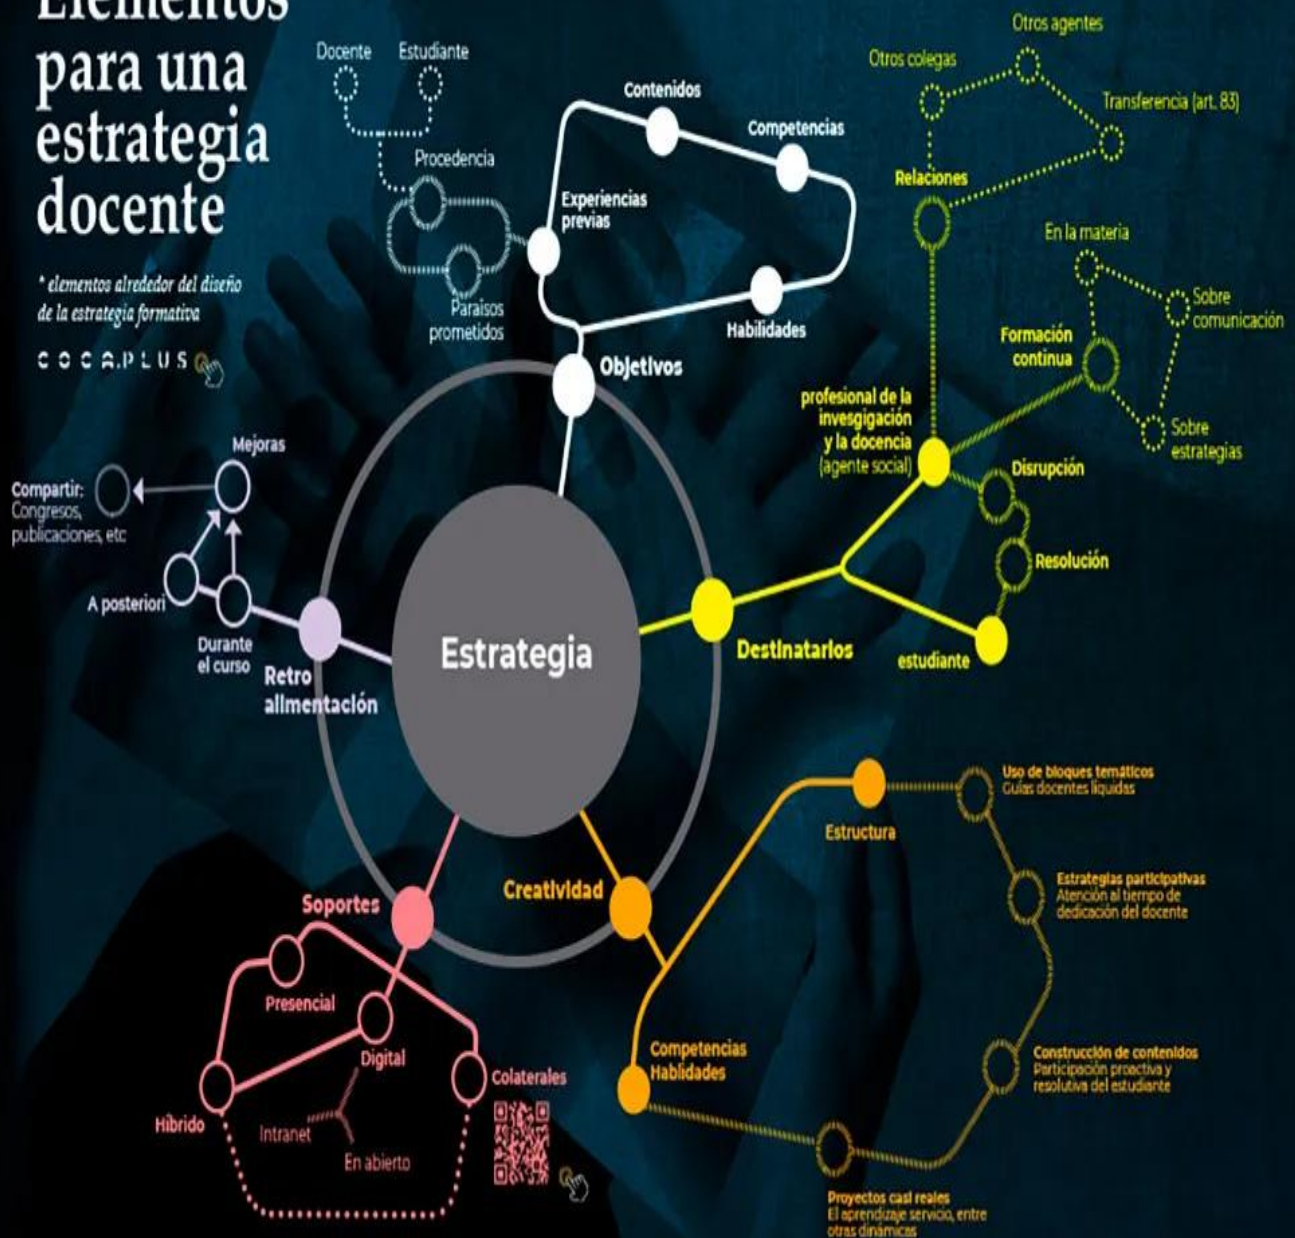 Elementos
para una
estrategia
docente
* elementos alrededor del diseño
de la estrategia formativa
COCA.PLUS
Docente
Estudiante
Procedencia
Paraísos
prometidos
Experiencias
previas
Contenidos
Competencias
Habilidades
Objetivos
Otros agentes
Otros colegas
Transferencia (art. 83)
Relaciones
En la materia
Sobre
comunicación
Formación
continua
Sobre
estrategias
profesional de la
invesgigación
y la docencia
(agente social)
Disrupción
Resolución
estudiante
Destinatarios
Mejoras
Compartir:
Congresos,
publicaciones, etc
A posteriori
Durante
el curso
Retro
alimentación
Estrategia
Uso de bloques temáticos
Guías docentes líquidas
Estructura
Estrategias participativas
Atención al tiempo de
dedicación del docente
Creatividad
Soportes
Presencial
Digital
Colaterales
Híbrido
Intranet
En abierto
Competencias
Hablidades
Construcción de contenidos
Participación proactiva y
resolutiva del estudiante
Proyectos casi reales
El aprendizaje servicio, entre
otras dinámicas